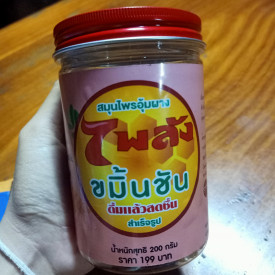 สมุนไพรอุ้มผาง
ไพลัง
ขมิ้นชัน
ดื่มแล้วสดชื่น
สำเร็จรูป
น้ำหนักสุทธิ 200 กรัม
ราคา 199 บาท